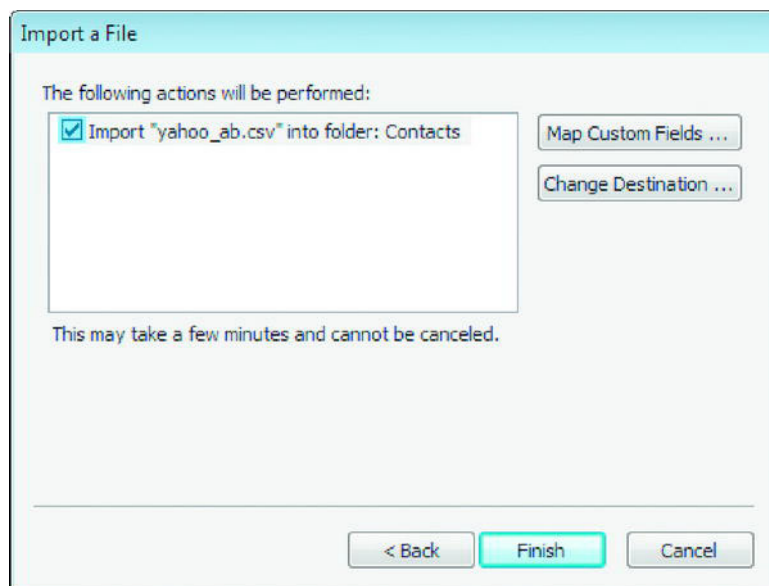 Import a File
The following actions will be performed:
Import "yahoo_ab.csv" into folder: Contacts
Map Custom Fields ...
Change Destination ...
This may take a few minutes and cannot be canceled.
< Back
Finish
Cancel